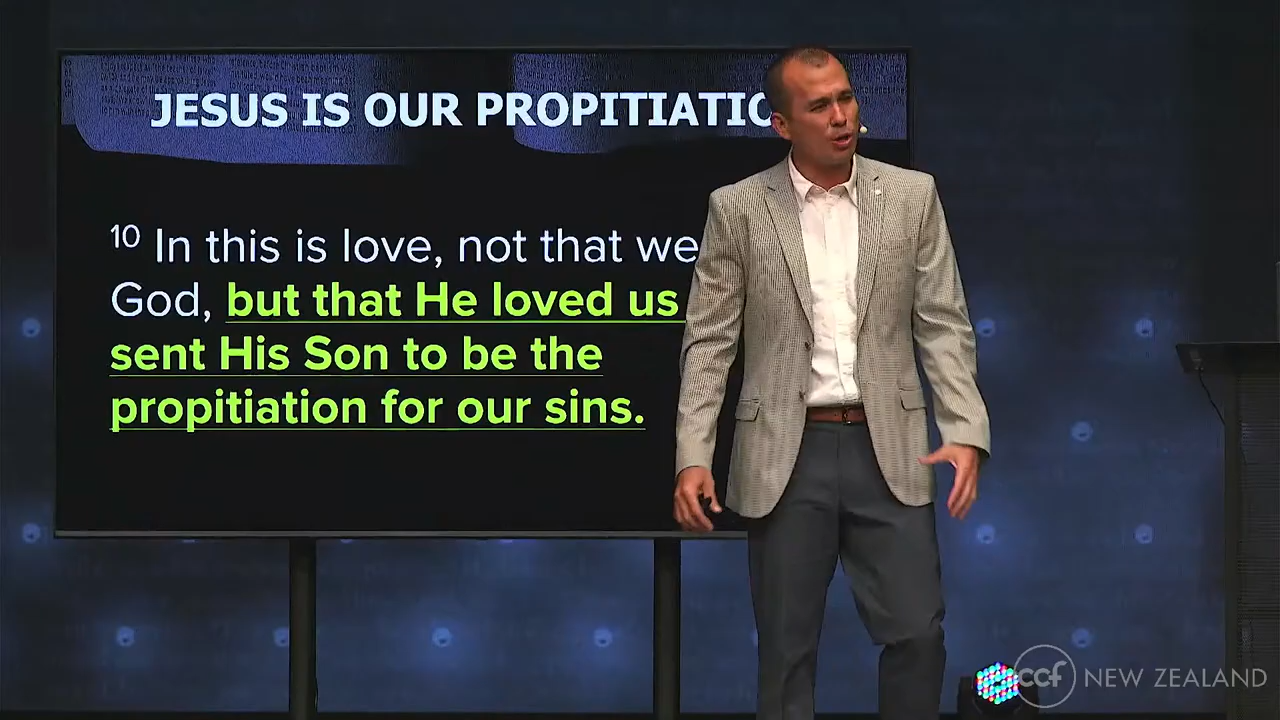 JESUS IS OUR PROPITIATIO
10 In this is love, not that we
God, but that He loved us
sent His Son to be the
propitiation for our sins.
ccf NEW ZEALAND